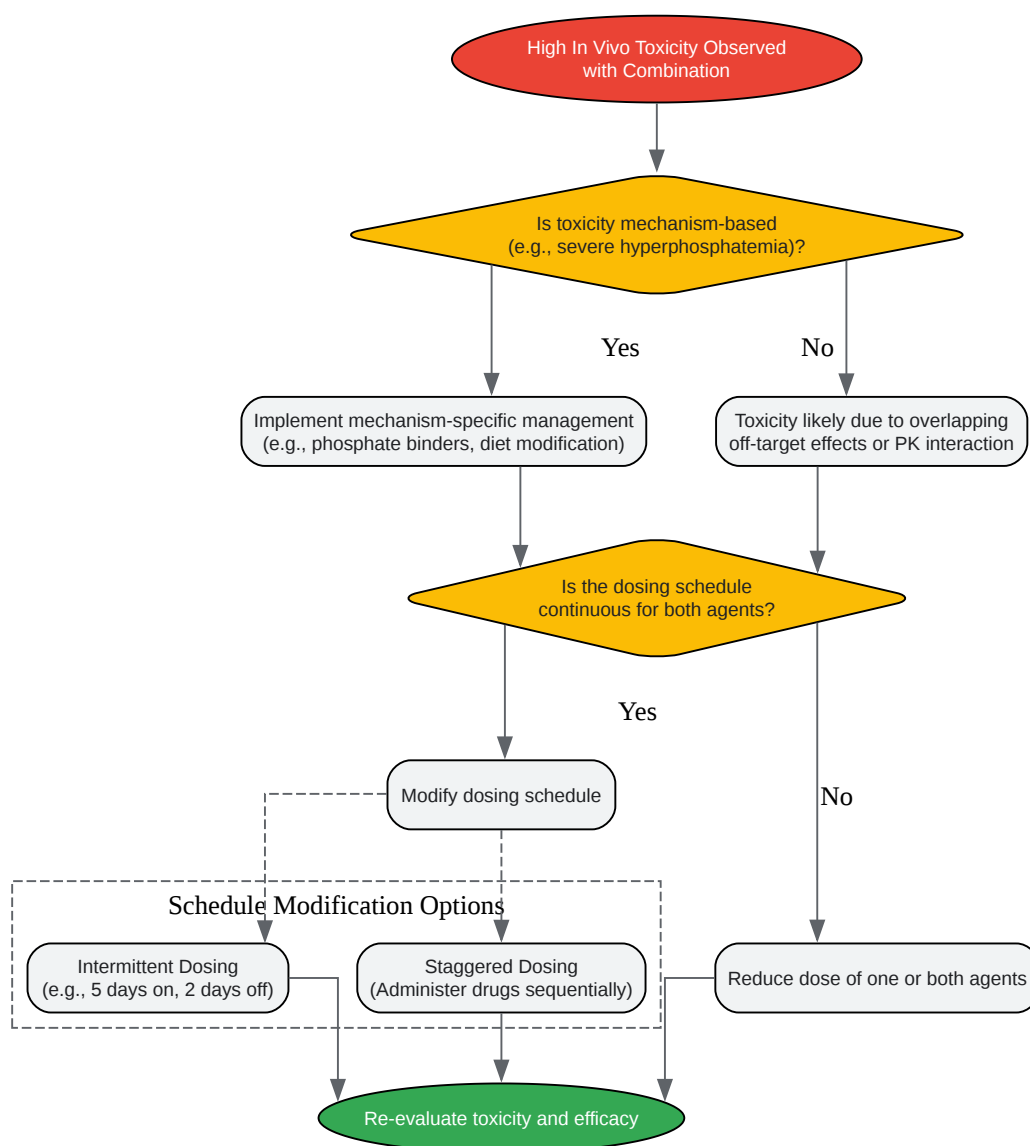 High In Vivo Toxicity Observed
with Combination
Is toxicity mechanism-based
(e.g., severe hyperphosphatemia)?
Yes
No
Implement mechanism-specific management
(e.g., phosphate binders, diet modification)
Toxicity likely due to overlapping
off-target effects or PK interaction
Is the dosing schedule
continuous for both agents?
Yes
Modify dosing schedule
No
Schedule Modification Options
Intermittent Dosing
(e.g., 5 days on, 2 days off)
Staggered Dosing
(Administer drugs sequentially)
Reduce dose of one or both agents
Re-evaluate toxicity and efficacy